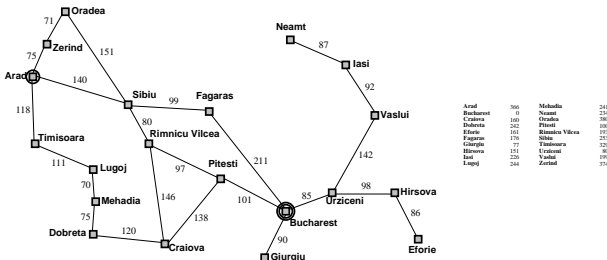 Oradea
71
Neamt
Zerind
87
151
75
Iasi
Arad
140
92
Sibiu
99
Fagaras
118
80
Vaslui
Timisoara
Rimnicu Vilcea
111
Lugoj
97
Pitesti
211
142
70
98
Hirsova
85
Mehadia
146
101
Urziceni
75
138
86
Bucharest
Dobreta
120
90
Craiova
Eforie
Giurgiu
Arad 366 Mehadia 241
Bucharest 0 Neamt 234
Craiova 160 Oradea 380
Dobreta 242 Pitesti 100
Eforie 161 Rimnicu Vilcea 193
Fagaras 176 Sibiu 253
Giurgiu 77 Timisoara 329
Hirsova 151 Urziceni 80
Iasi 226 Vaslui 199
Lugoj 244 Zerind 374